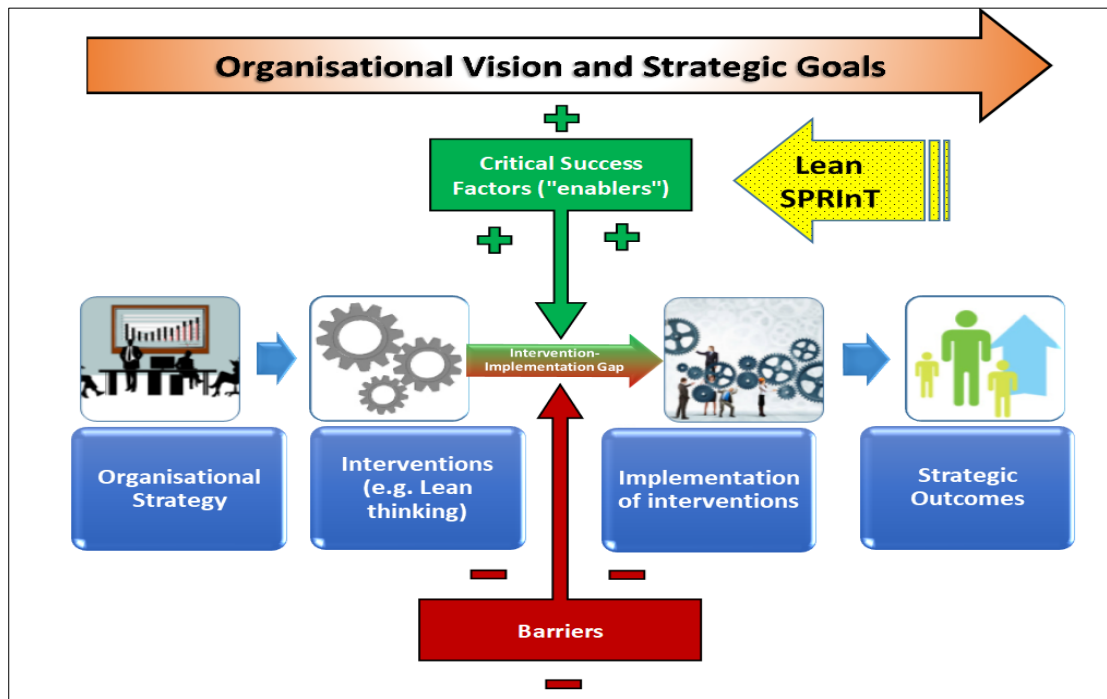 Organisational Vision and Strategic Goals
Critical Success
Factors ("enablers")
Lean
SPRInT
Intervention-
Implementation Gap
Organisational
Strategy
Interventions
(e.g. Lean
thinking)
Implementation
of interventions
Strategic
Outcomes
Barriers